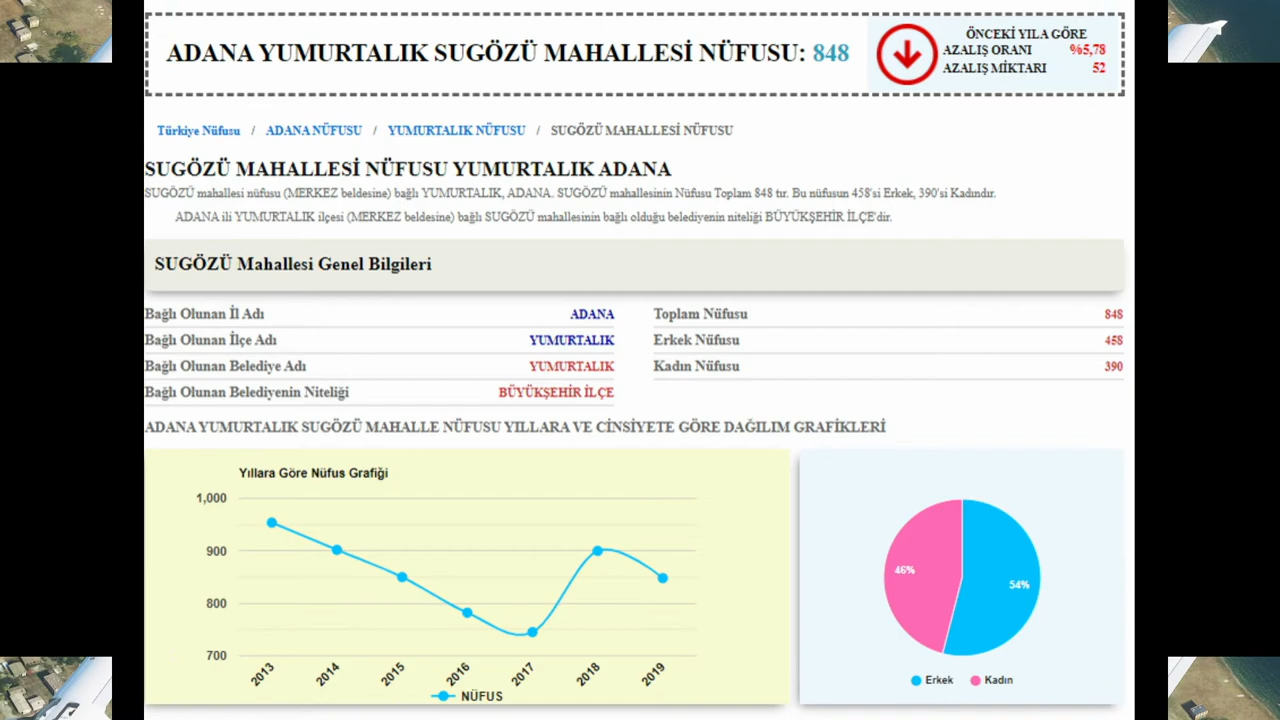 ADANA YUMURTALIK SUGÖZÜ MAHALLESİ NÜFUSU: 848
ÖNCEKİ YILA GÖRE
AZALIŞ ORANI %5,78
AZALIŞ MİKTARI 52
Türkiye Nüfusu / ADANA NÜFUSU / YUMURTALIK NÜFUSU / SUGÖZÜ MAHALLESİ NÜFUSU
SUGÖZÜ MAHALLESİ NÜFUSU YUMURTALIK ADANA
SUGÖZÜ mahallesi nüfusu (MERKEZ beldesine) bağlı YUMURTALIK, ADANA. SUGÖZÜ mahallesinin Nüfusu Toplam 848 tır. Bu nüfusun 458'si Erkek, 390'si Kadındır.
ADANA ili YUMURTALIK ilçesi (MERKEZ beldesine) bağlı SUGÖZÜ mahallesinin bağlı olduğu belediyenin niteliği BÜYÜKŞEHİR İLÇE'dir.
SUGÖZÜ Mahallesi Genel Bilgileri
Bağlı Olunan İl Adı ADANA
Bağlı Olunan İlçe Adı YUMURTALIK
Bağlı Olunan Belediye Adı YUMURTALIK
Bağlı Olunan Belediyenin Niteliği BÜYÜKŞEHİR İLÇE
Toplam Nüfusu 848
Erkek Nüfusu 458
Kadın Nüfusu 390
ADANA YUMURTALIK SUGÖZÜ MAHALLE NÜFUSU YILLARA VE CİNSİYETE GÖRE DAĞILIM GRAFİKLERİ
Yıllara Göre Nüfus Grafiği
1,000
900
800
700
2013 2014 2015 2016 2017 2018 2019
NÜFUS
46%
54%
Erkek Kadın